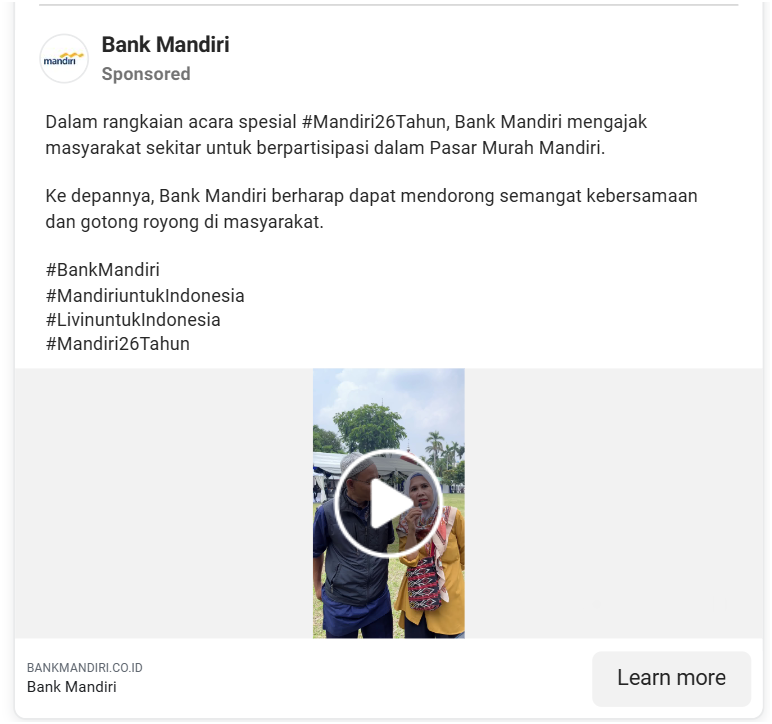 mandiri
Bank Mandiri
Sponsored
Dalam rangkaian acara spesial #Mandiri26Tahun, Bank Mandiri mengajak
masyarakat sekitar untuk berpartisipasi dalam Pasar Murah Mandiri.
Ke depannya, Bank Mandiri berharap dapat mendorong semangat kebersamaan
dan gotong royong di masyarakat.
#BankMandiri
#MandiriuntukIndonesia
#LivinuntukIndonesia
#Mandiri26Tahun
BANKMANDIRI.CO.ID
Bank Mandiri
Learn more